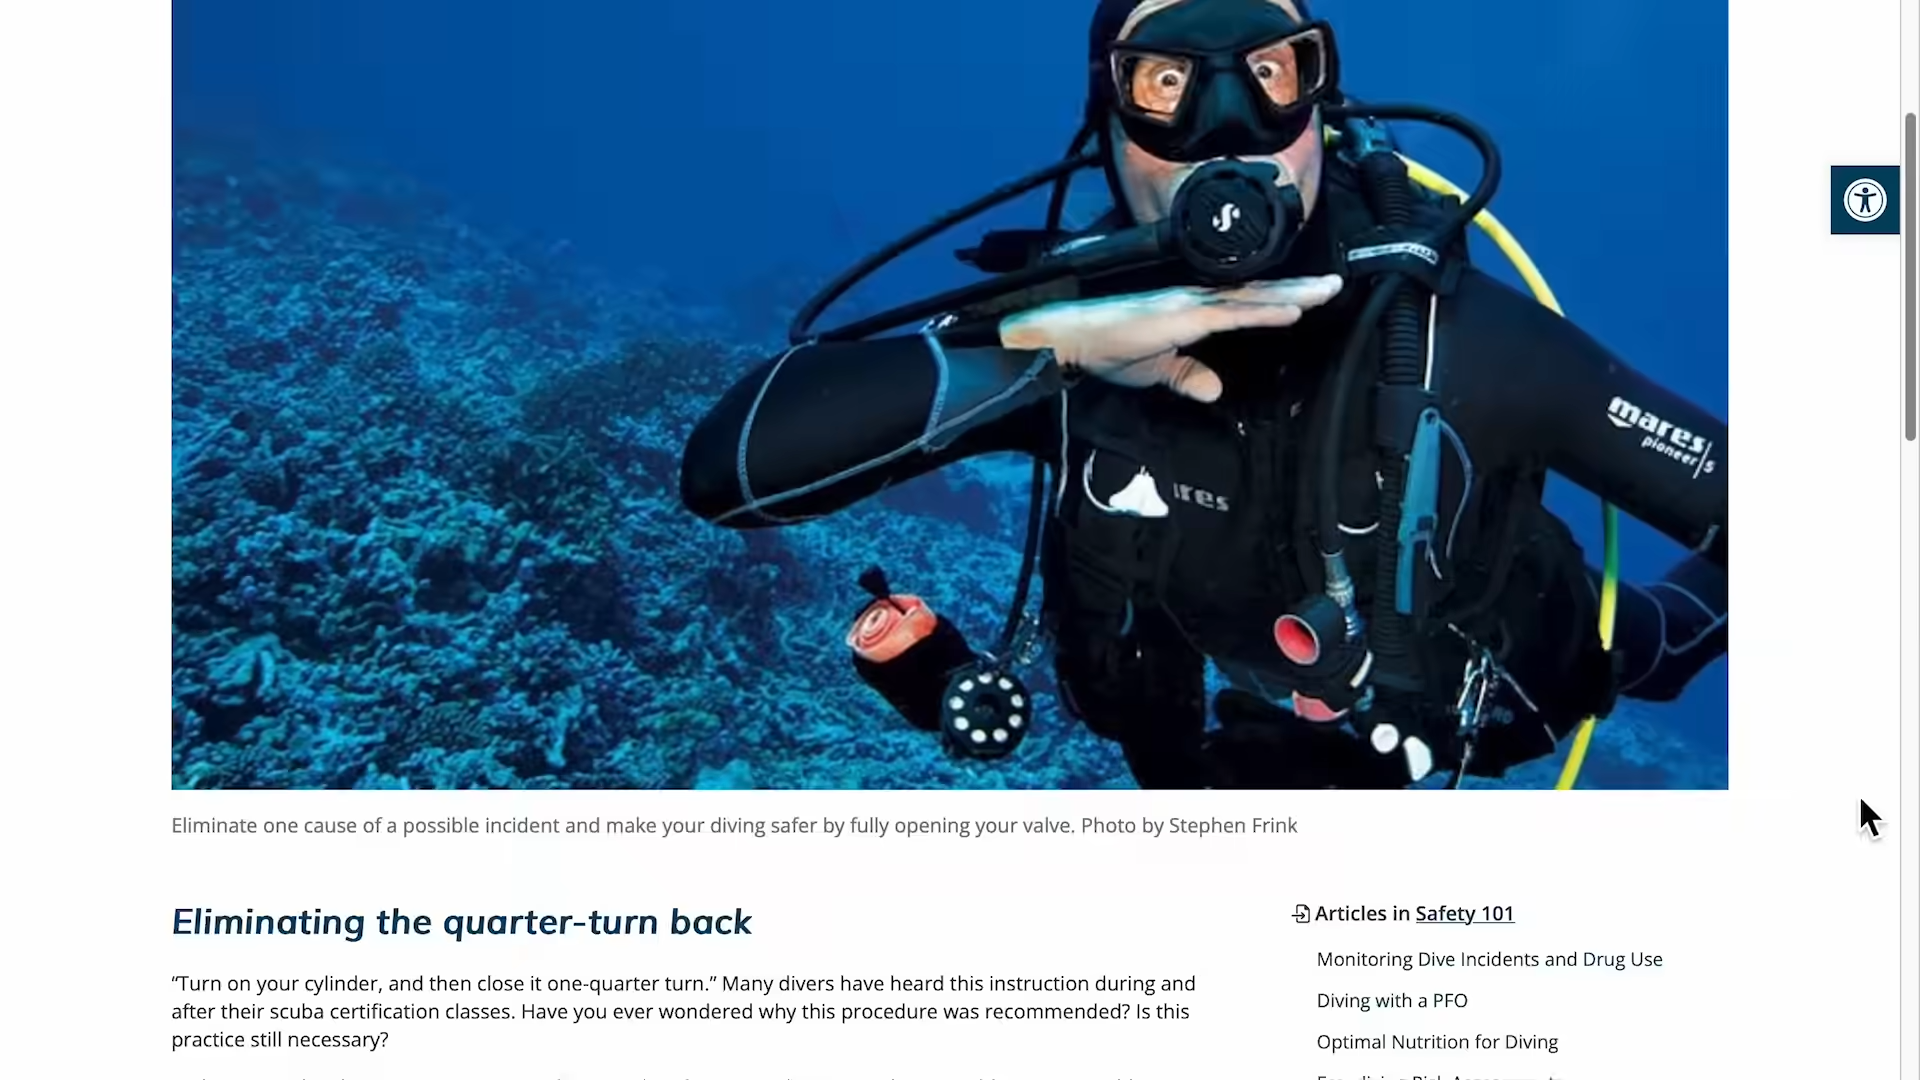 mares
pioneer 5
res
Eliminate one cause of a possible incident and make your diving safer by fully opening your valve. Photo by Stephen Frink
Eliminating the quarter-turn back
“Turn on your cylinder, and then close it one-quarter turn.” Many divers have heard this instruction during and
after their scuba certification classes. Have you ever wondered why this procedure was recommended? Is this
practice still necessary?
Articles in Safety 101
Monitoring Dive Incidents and Drug Use
Diving with a PFO
Optimal Nutrition for Diving